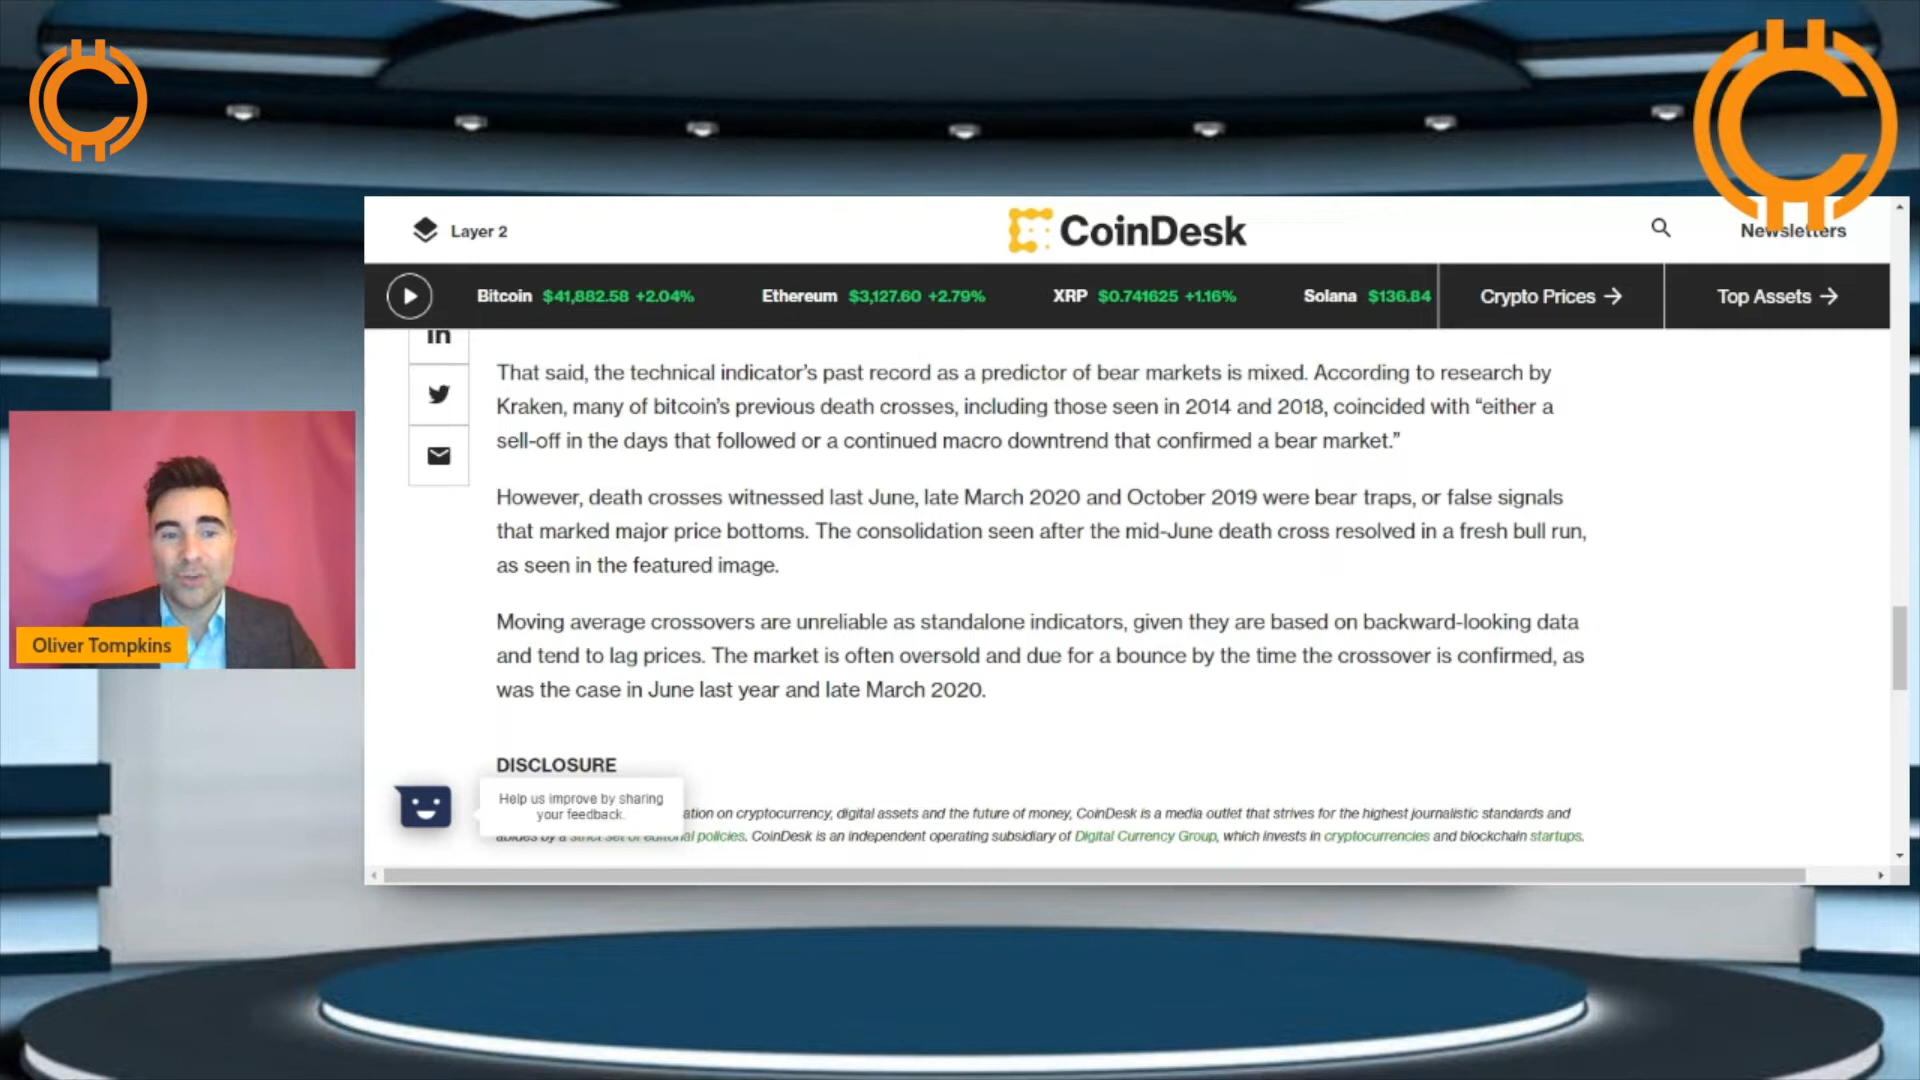 Layer 2
CoinDesk
Newsletters
Bitcoin $41,882.58 +2.04%
Ethereum $3,127.60 +2.79%
XRP $0.741625 +1.16%
Solana $136.84
Crypto Prices →
Top Assets →
in
That said, the technical indicator’s past record as a predictor of bear markets is mixed. According to research by
Kraken, many of bitcoin’s previous death crosses, including those seen in 2014 and 2018, coincided with “either a
sell-off in the days that followed or a continued macro downtrend that confirmed a bear market.”
However, death crosses witnessed last June, late March 2020 and October 2019 were bear traps, or false signals
that marked major price bottoms. The consolidation seen after the mid-June death cross resolved in a fresh bull run,
as seen in the featured image.
Oliver Tompkins
Moving average crossovers are unreliable as standalone indicators, given they are based on backward-looking data
and tend to lag prices. The market is often oversold and due for a bounce by the time the crossover is confirmed, as
was the case in June last year and late March 2020.
DISCLOSURE
Help us improve by sharing
your feedback.
ation on cryptocurrency, digital assets and the future of money, CoinDesk is a media outlet that strives for the highest journalistic standards and
abides by a strict set of editorial policies. CoinDesk is an independent operating subsidiary of Digital Currency Group, which invests in cryptocurrencies and blockchain startups.